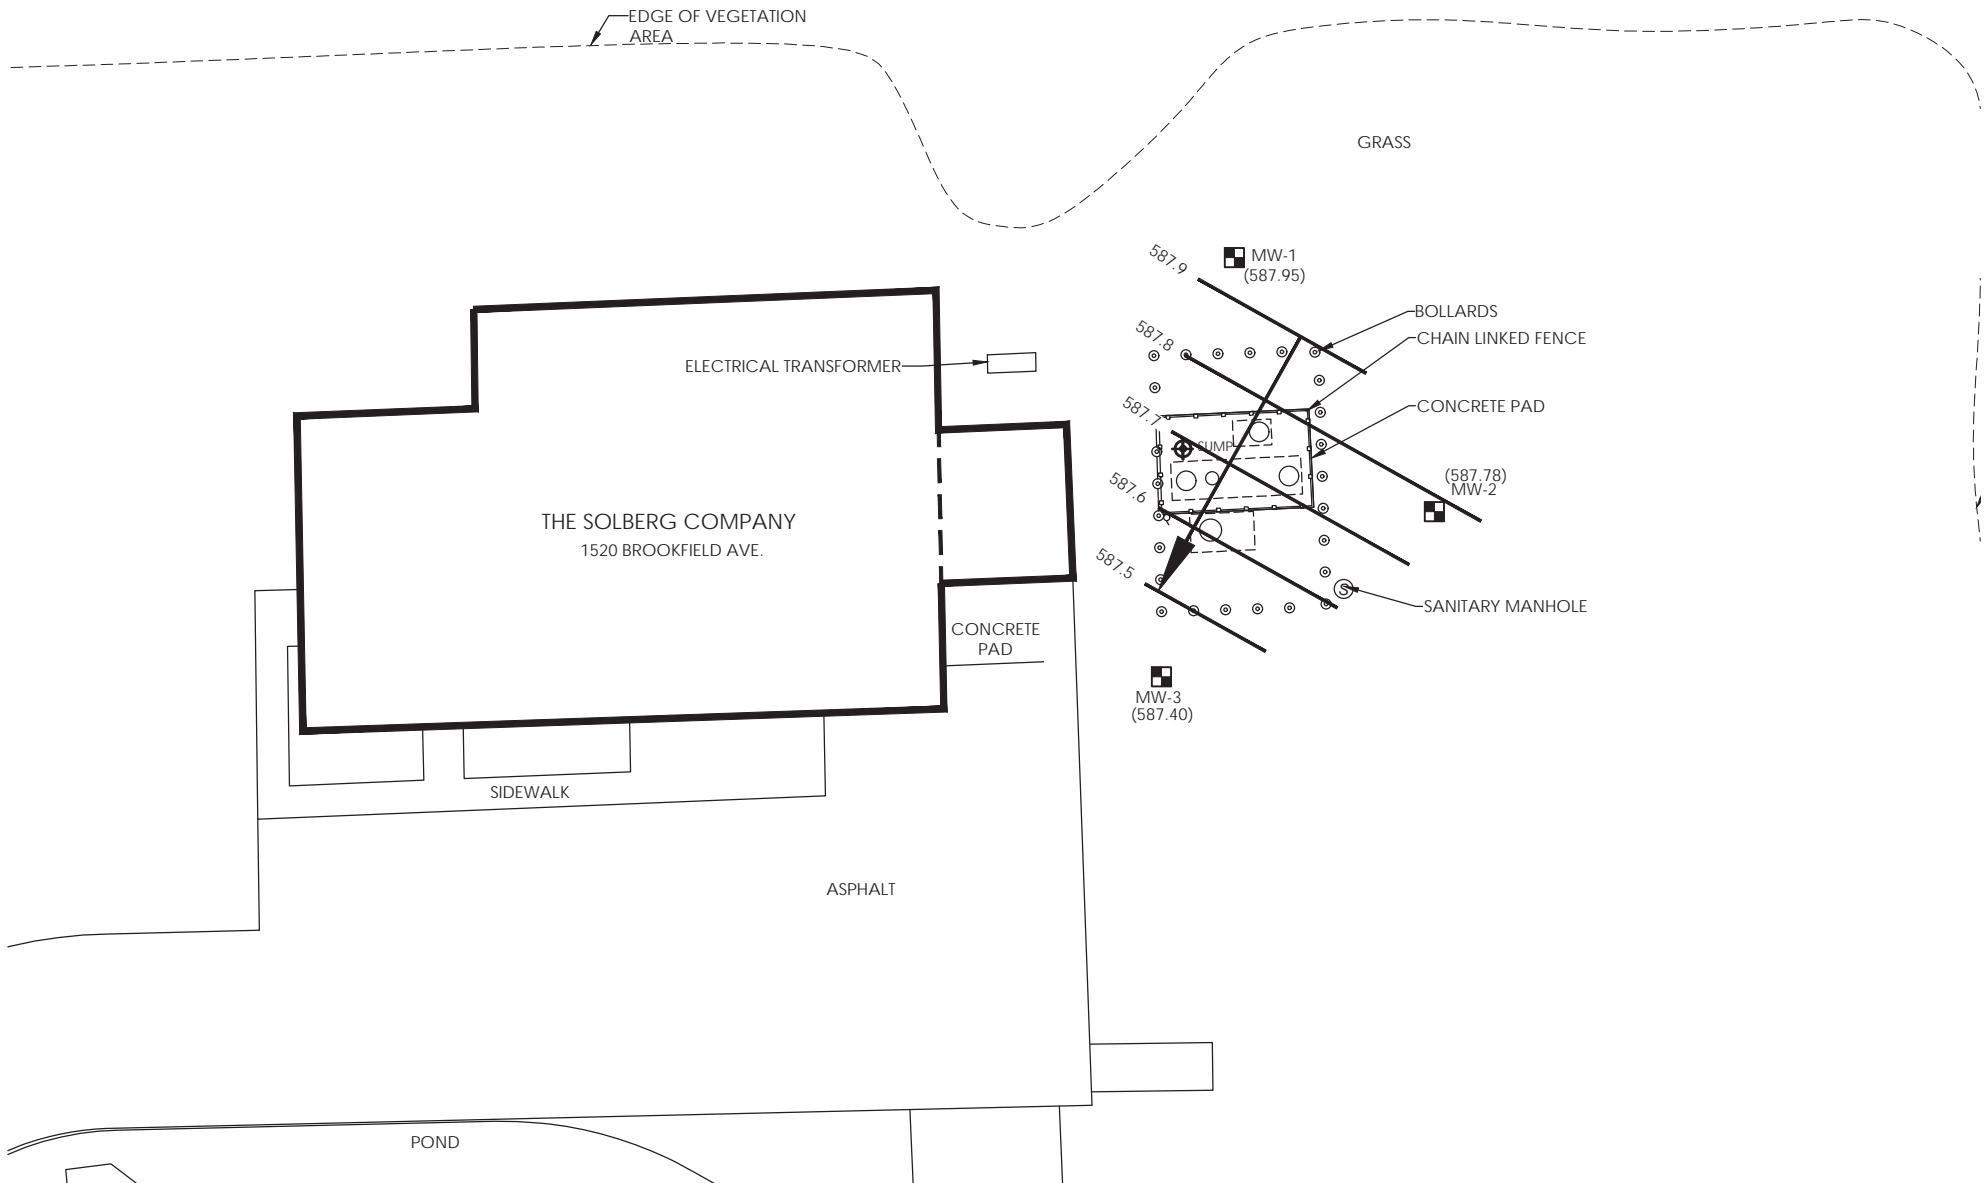 EDGE OF VEGETATION
AREA
GRASS
587.9
MW-1
(587.95)
BOLLARDS
587.8
CHAIN LINKED FENCE
ELECTRICAL TRANSFORMER
587.7
CONCRETE PAD
SUMP
(587.78)
MW-2
587.6
THE SOLBERG COMPANY
1520 BROOKFIELD AVE.
587.5
S
SANITARY MANHOLE
CONCRETE
PAD
MW-3
(587.40)
SIDEWALK
ASPHALT
POND